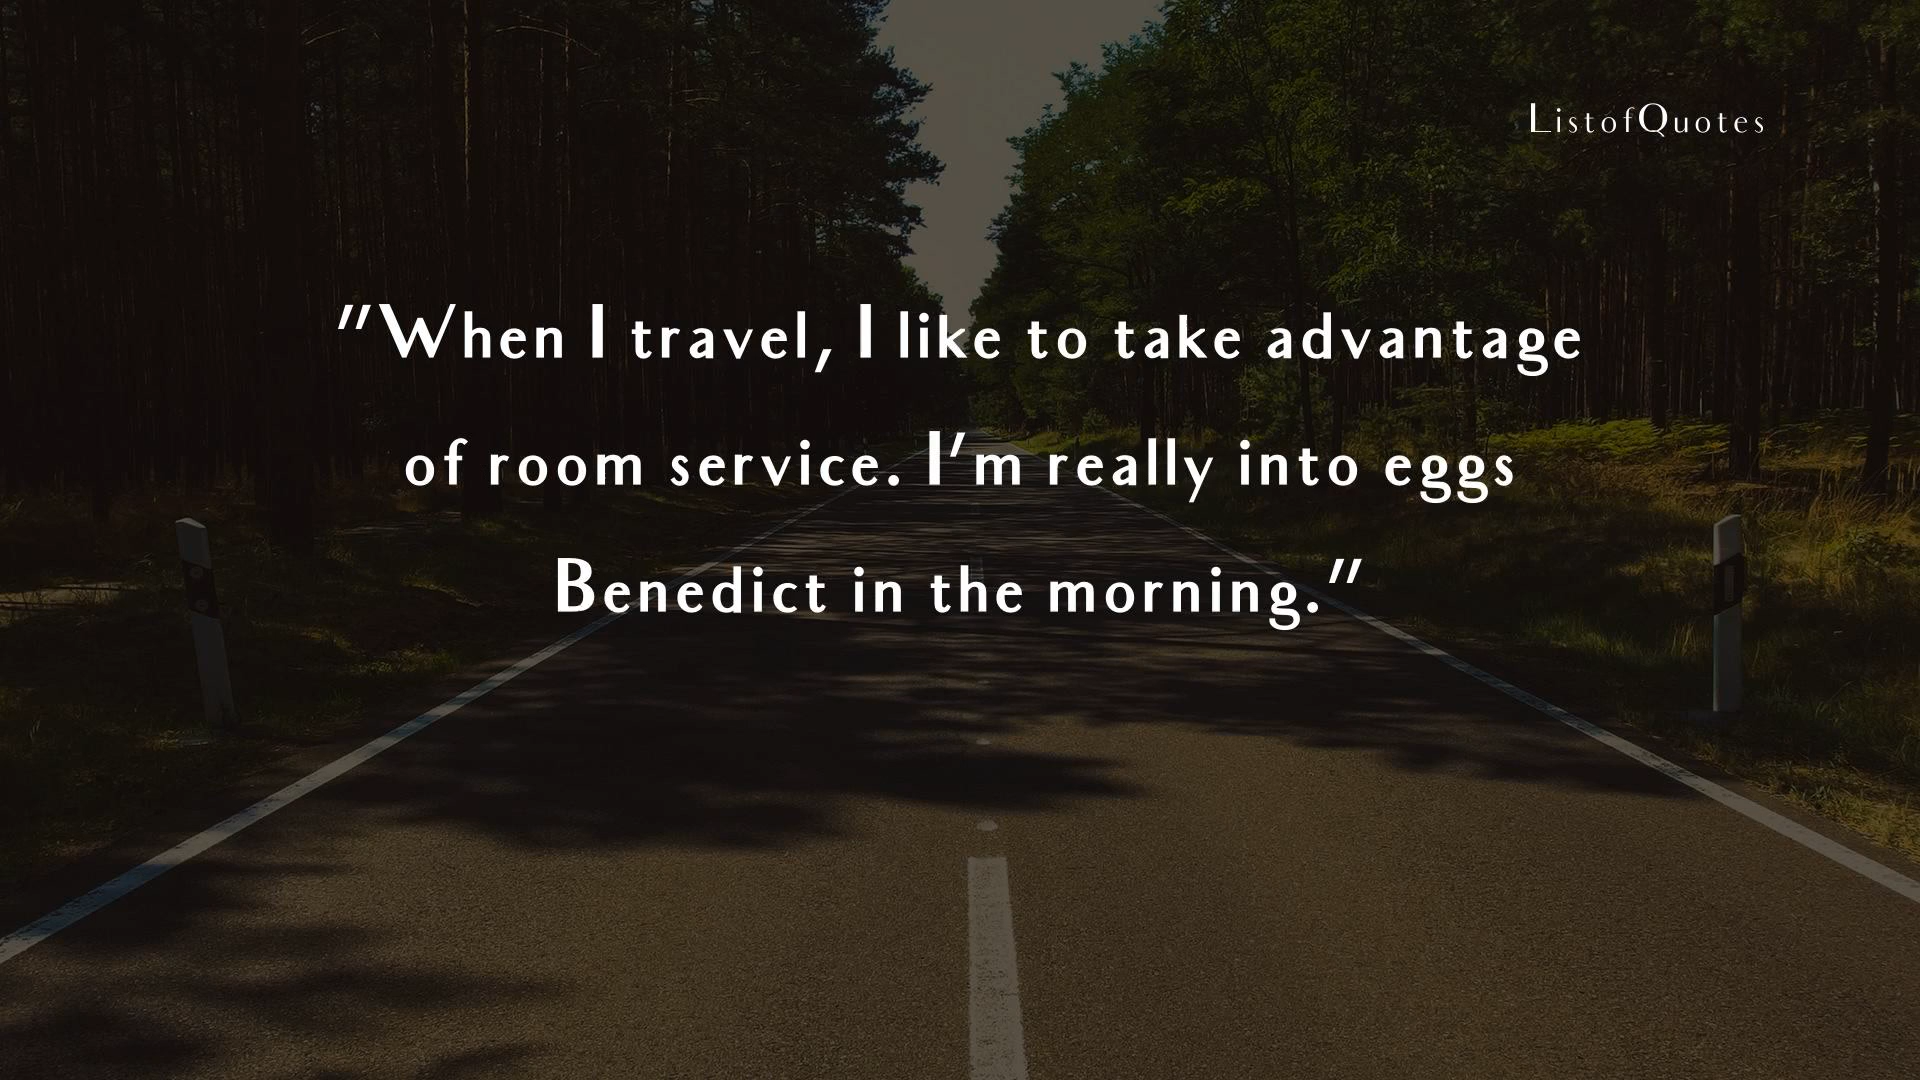 ListofQuotes
"When I travel, I like to take advantage
of room service. I'm really into eggs
Benedict in the morning."